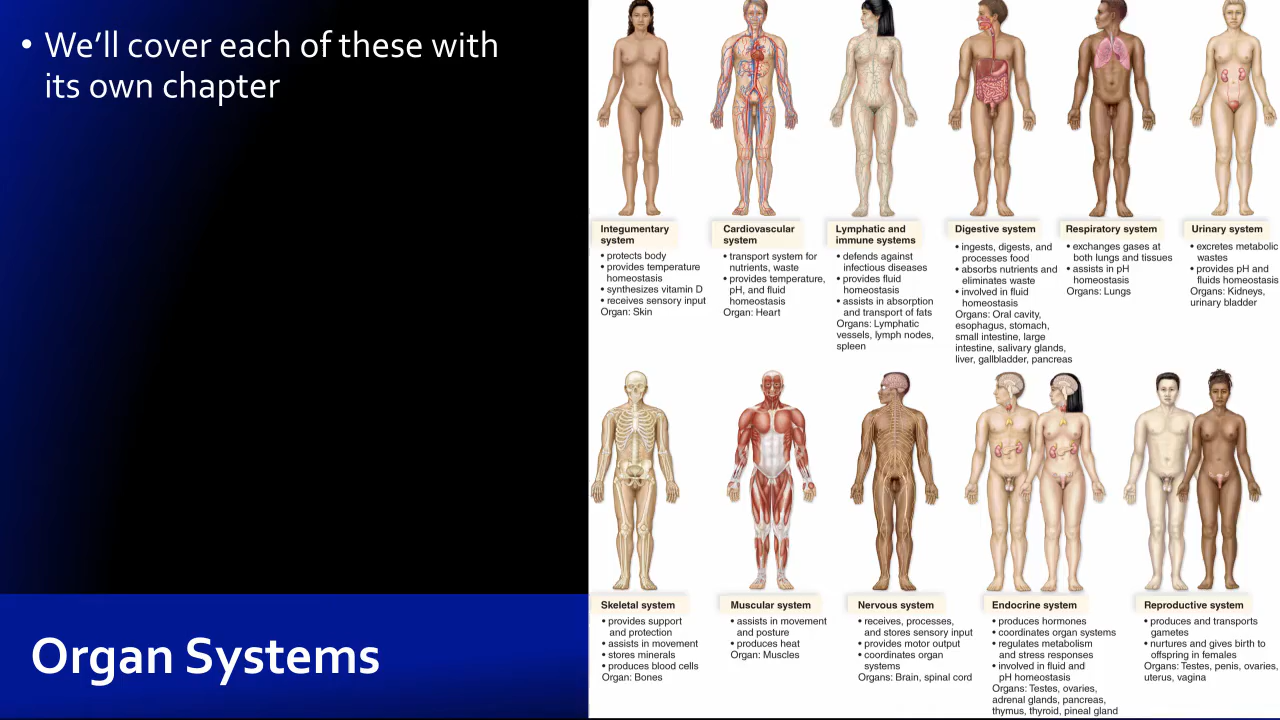 • We’ll cover each of these with
its own chapter
Organ Systems
Integumentary
system
• protects body
• provides temperature
homeostasis
• synthesizes vitamin D
• receives sensory input
Organ: Skin
Cardiovascular
system
• transport system for
nutrients, waste
• provides temperature,
pH, and fluid
homeostasis
Organ: Heart
Lymphatic and
immune systems
• defends against
infectious diseases
• provides fluid
homeostasis
• assists in absorption
and transport of fats
Organs: Lymphatic
vessels, lymph nodes,
spleen
Digestive system
• ingests, digests, and
processes food
• absorbs nutrients and
eliminates waste
• involved in fluid
homeostasis
Organs: Oral cavity,
esophagus, stomach,
small intestine, large
intestine, salivary glands,
liver, gallbladder, pancreas
Respiratory system
• exchanges gases at
both lungs and tissues
• assists in pH
homeostasis
Organs: Lungs
Urinary system
• excretes metabolic
wastes
• provides pH and
fluids homeostasis
Organs: Kidneys,
urinary bladder
Skeletal system
• provides support
and protection
• assists in movement
• stores minerals
• produces blood cells
Organ: Bones
Muscular system
• assists in movement
and posture
• produces heat
Organ: Muscles
Nervous system
• receives, processes,
and stores sensory input
• provides motor output
• coordinates organ
systems
Organs: Brain, spinal cord
Endocrine system
• produces hormones
• coordinates organ systems
• regulates metabolism
and stress responses
• involved in fluid and
pH homeostasis
Organs: Testes, ovaries,
adrenal glands, pancreas,
thymus, thyroid, pineal gland
Reproductive system
• produces and transports
gametes
• nurtures and gives birth to
offspring in females
Organs: Testes, penis, ovaries,
uterus, vagina